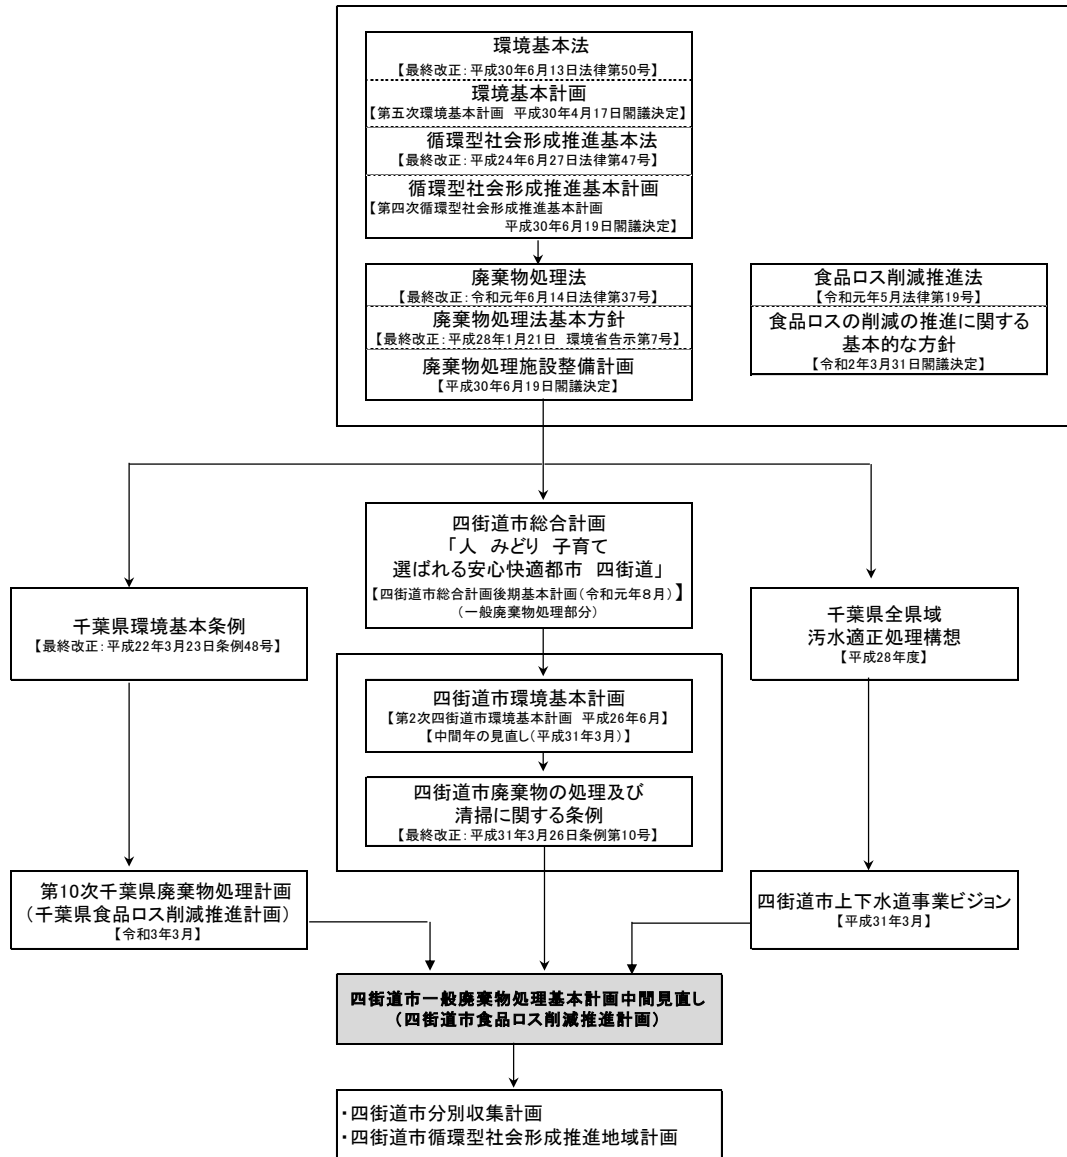 環境基本法
【最終改正：平成30年6月13日法律第50号】
環境基本計画
【第五次環境基本計画 平成30年4月17日閣議決定】
循環型社会形成推進基本法
【最終改正：平成24年6月27日法律第47号】
循環型社会形成推進基本計画
【第四次循環型社会形成推進基本計画
平成30年6月19日閣議決定】
廃棄物処理法
【最終改正：令和元年6月14日法律第37号】
廃棄物処理法基本方針
【最終改正：平成28年1月21日 環境省告示第7号】
廃棄物処理施設整備計画
【平成30年6月19日閣議決定】
食品ロス削減推進法
【令和元年5月法律第19号】
食品ロスの削減の推進に関する
基本的な方針
【令和2年3月31日閣議決定】
四街道市総合計画
「人 みどり 子育て
選ばれる安心快適都市 四街道」
【四街道市総合計画後期基本計画（令和元年８月）】
（一般廃棄物処理部分）
千葉県環境基本条例
【最終改正：平成22年3月23日条例48号】
千葉県全県域
汚水適正処理構想
【平成28年度】
四街道市環境基本計画
【第2次四街道市環境基本計画 平成26年6月】
【中間年の見直し（平成31年3月）】
四街道市廃棄物の処理及び
清掃に関する条例
【最終改正：平成31年3月26日条例第10号】
第10次千葉県廃棄物処理計画
（千葉県食品ロス削減推進計画）
【令和3年3月】
四街道市上下水道事業ビジョン
【平成31年3月】
四街道市一般廃棄物処理基本計画中間見直し
（四街道市食品ロス削減推進計画）
・四街道市分別収集計画
・四街道市循環型社会形成推進地域計画